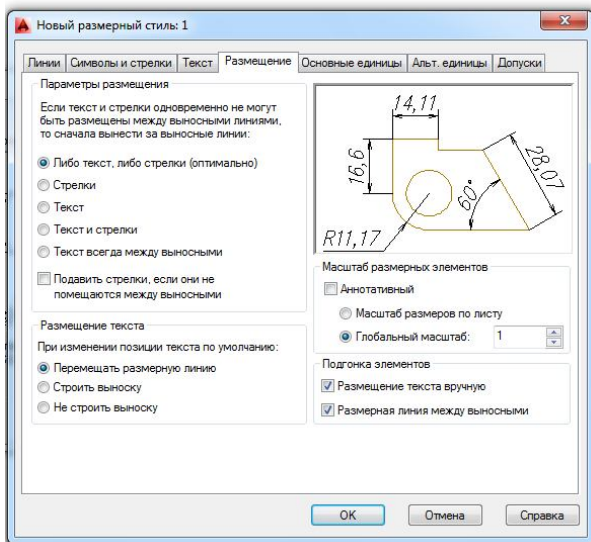 Новый размерный стиль: 1
Линии Символы и стрелки Текст Размещение Основные единицы Альт. единицы Допуски
Параметры размещения
Если текст и стрелки одновременно не могут
быть размещены между выносными линиями,
то сначала вынести за выносные линии:
Либо текст, либо стрелки (оптимально)
Стрелки
Текст
Текст и стрелки
Текст всегда между выносными
Подавить стрелки, если они не
помещаются между выносными
Размещение текста
При изменении позиции текста по умолчанию:
Перемещать размерную линию
Строить выноску
Не строить выноску
14,11
16,6
28,07
60°
R11,17
Масштаб размерных элементов
Аннотативный
Масштаб размеров по листу
Глобальный масштаб: 1
Подгонка элементов
Размещение текста вручную
Размерная линия между выносными
OK Отмена Справка